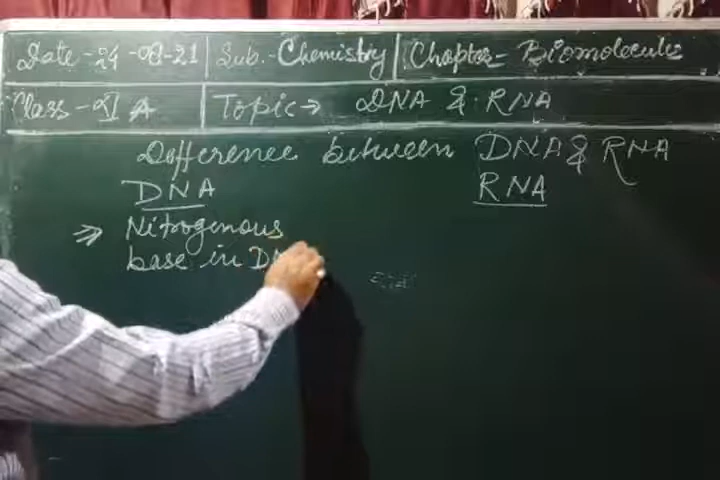 Date - 24 - 08 - 21 Sub. - Chemistry Chapter - Biomolecule
Class - XI A Topic → DNA & RNA
Difference between DNA & RNA
DNA RNA
⇒ Nitrogenous
base in